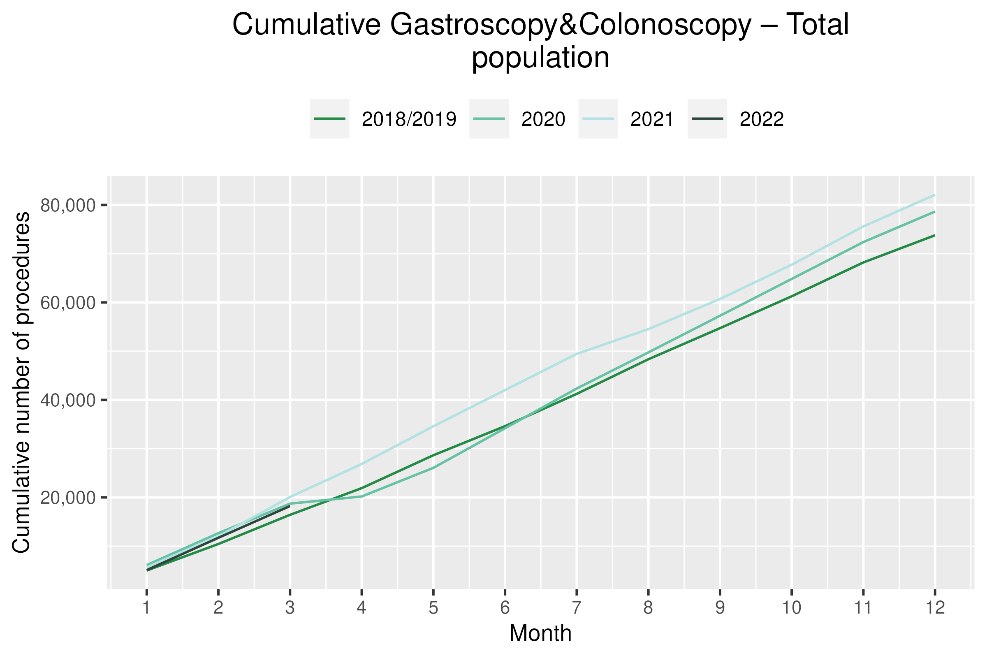 Cumulative Gastroscopy&Colonoscopy – Total
population
2018/2019 2020 2021 2022
Cumulative number of procedures
80,000
60,000
40,000
20,000
1 2 3 4 5 6 7 8 9 10 11 12
Month